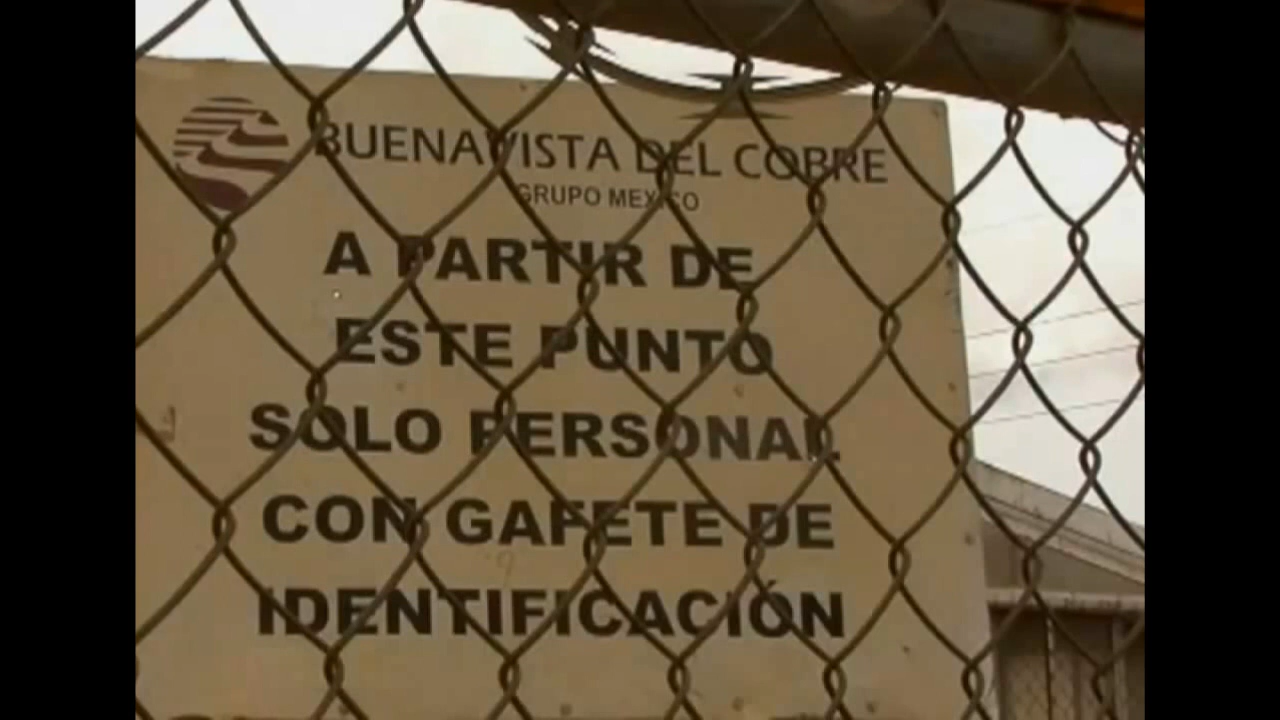 BUENAVISTA DEL COBRE
GRUPO MEXICO
A PARTIR DE
ESTE PUNTO
SOLO PERSONAL
CON GAFETE DE
IDENTIFICACIÓN